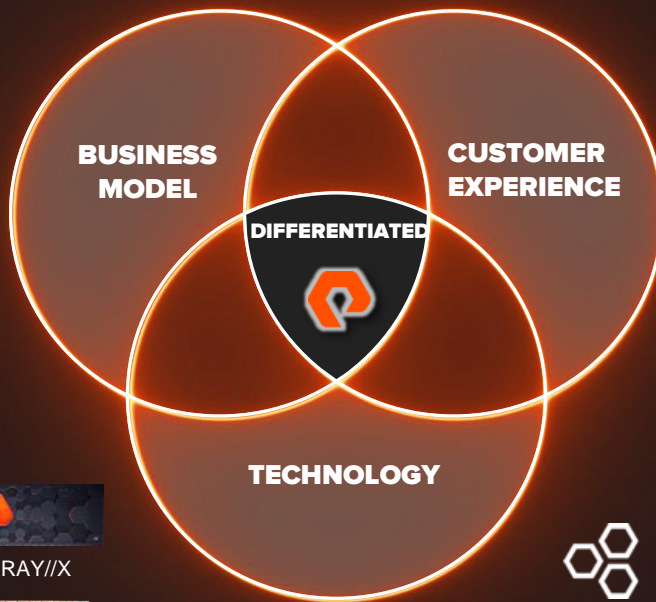 BUSINESS
MODEL
CUSTOMER
EXPERIENCE
DIFFERENTIATED
TECHNOLOGY
RAY//X